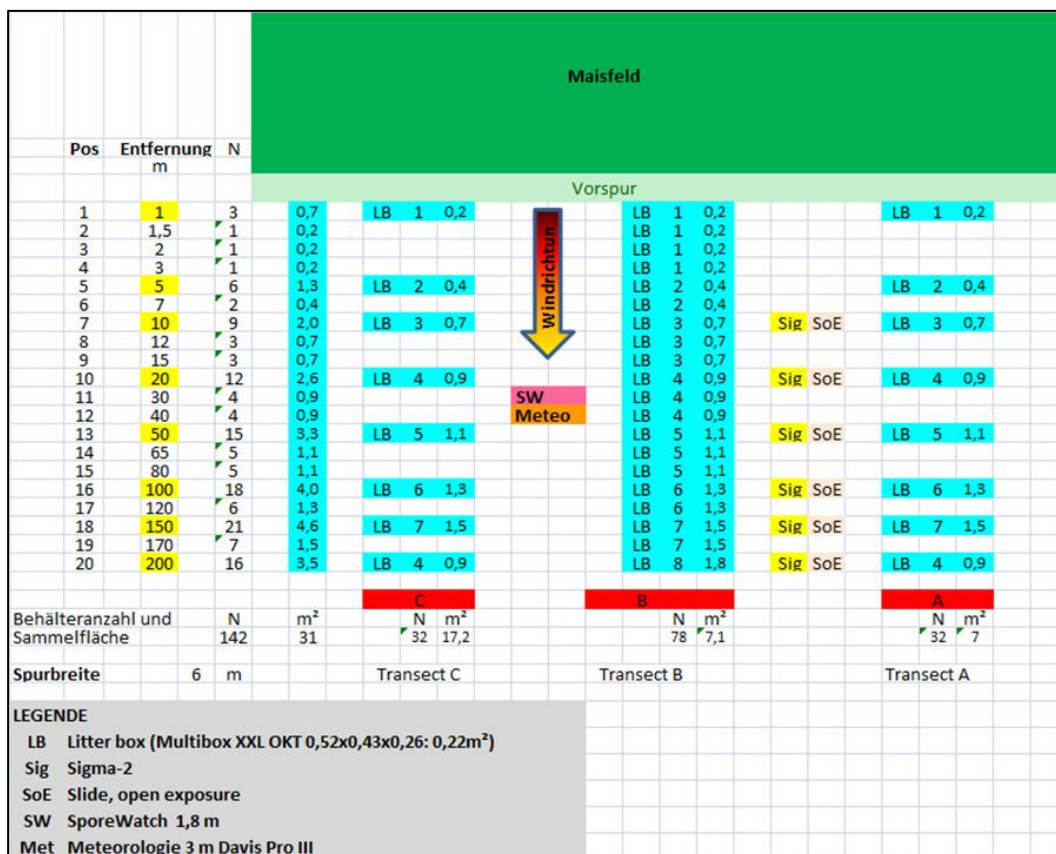 Maisfeld
Pos Entfernung N
m
Vorspur
1 1 3 0,7 LB 1 0,2 LB 1 0,2 LB 1 0,2
2 1,5 1 0,2 LB 1 0,2
3 2 1 0,2 LB 1 0,2
4 3 1 0,2 LB 1 0,2
5 5 6 1,3 LB 2 0,4 LB 2 0,4 LB 2 0,4
6 7 2 0,4 LB 2 0,4
7 10 9 2,0 LB 3 0,7 LB 3 0,7 Sig SoE LB 3 0,7
8 12 3 0,7 LB 3 0,7
9 15 3 0,7 LB 3 0,7
Windrichtun
10 20 12 2,6 LB 4 0,9 LB 4 0,9 Sig SoE LB 4 0,9
11 30 4 0,9 SW LB 4 0,9
12 40 4 0,9 Meteo LB 4 0,9
13 50 15 3,3 LB 5 1,1 LB 5 1,1 Sig SoE LB 5 1,1
14 65 5 1,1 LB 5 1,1
15 80 5 1,1 LB 5 1,1
16 100 18 4,0 LB 6 1,3 LB 6 1,3 Sig SoE LB 6 1,3
17 120 6 1,3 LB 6 1,3
18 150 21 4,6 LB 7 1,5 LB 7 1,5 Sig SoE LB 7 1,5
19 170 7 1,5 LB 7 1,5
20 200 16 3,5 LB 4 0,9 LB 8 1,8 Sig SoE LB 4 0,9
C B A
Behälteranzahl und N m² N m² N m² N m²
Sammelfläche 142 31 32 17,2 78 7,1 32 7
Spurbreite 6 m Transect C Transect B Transect A
LEGENDE
LB Litter box (Multibox XXL OKT 0,52x0,43x0,26: 0,22m²)
Sig Sigma-2
SoE Slide, open exposure
SW SporeWatch 1,8 m
Met Meteorologie 3 m Davis Pro III